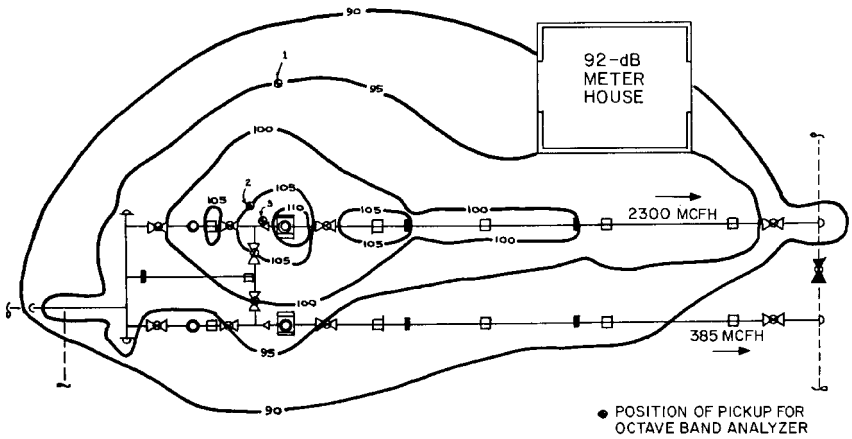 90
1
95
92-dB
METER
HOUSE
100
105
2
105
3
110
105
100
2300 MCFH
105
100
105
100
95
385 MCFH
90
POSITION OF PICKUP FOR
OCTAVE BAND ANALYZER